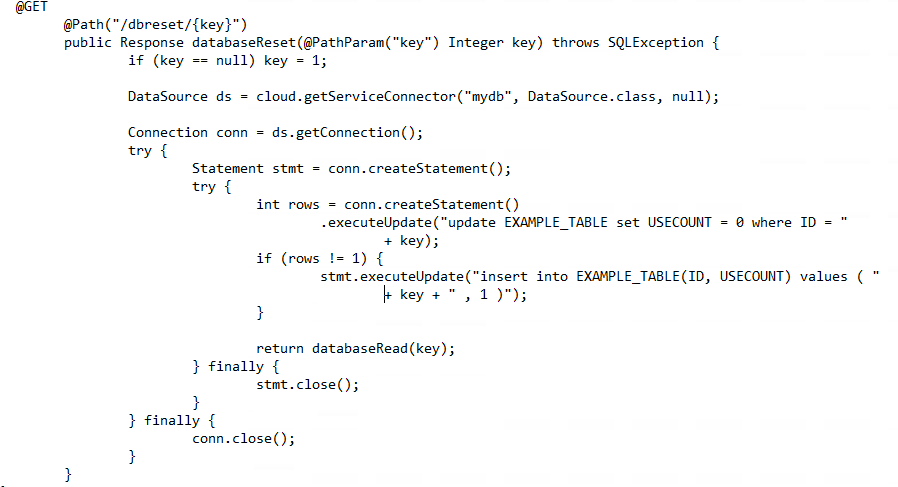 @GET
@Path("/dbreset/{key}")
public Response databaseReset(@PathParam("key") Integer key) throws SQLException {
if (key == null) key = 1;
DataSource ds = cloud.getServiceConnector("mydb", DataSource.class, null);
Connection conn = ds.getConnection();
try {
Statement stmt = conn.createStatement();
try {
int rows = conn.createStatement()
.executeUpdate("update EXAMPLE_TABLE set USECOUNT = 0 where ID = "
+ key);
if (rows != 1) {
stmt.executeUpdate("insert into EXAMPLE_TABLE(ID, USECOUNT) values ( "
+ key + " , 1 )");
}
return databaseRead(key);
} finally {
stmt.close();
}
} finally {
conn.close();
}
}